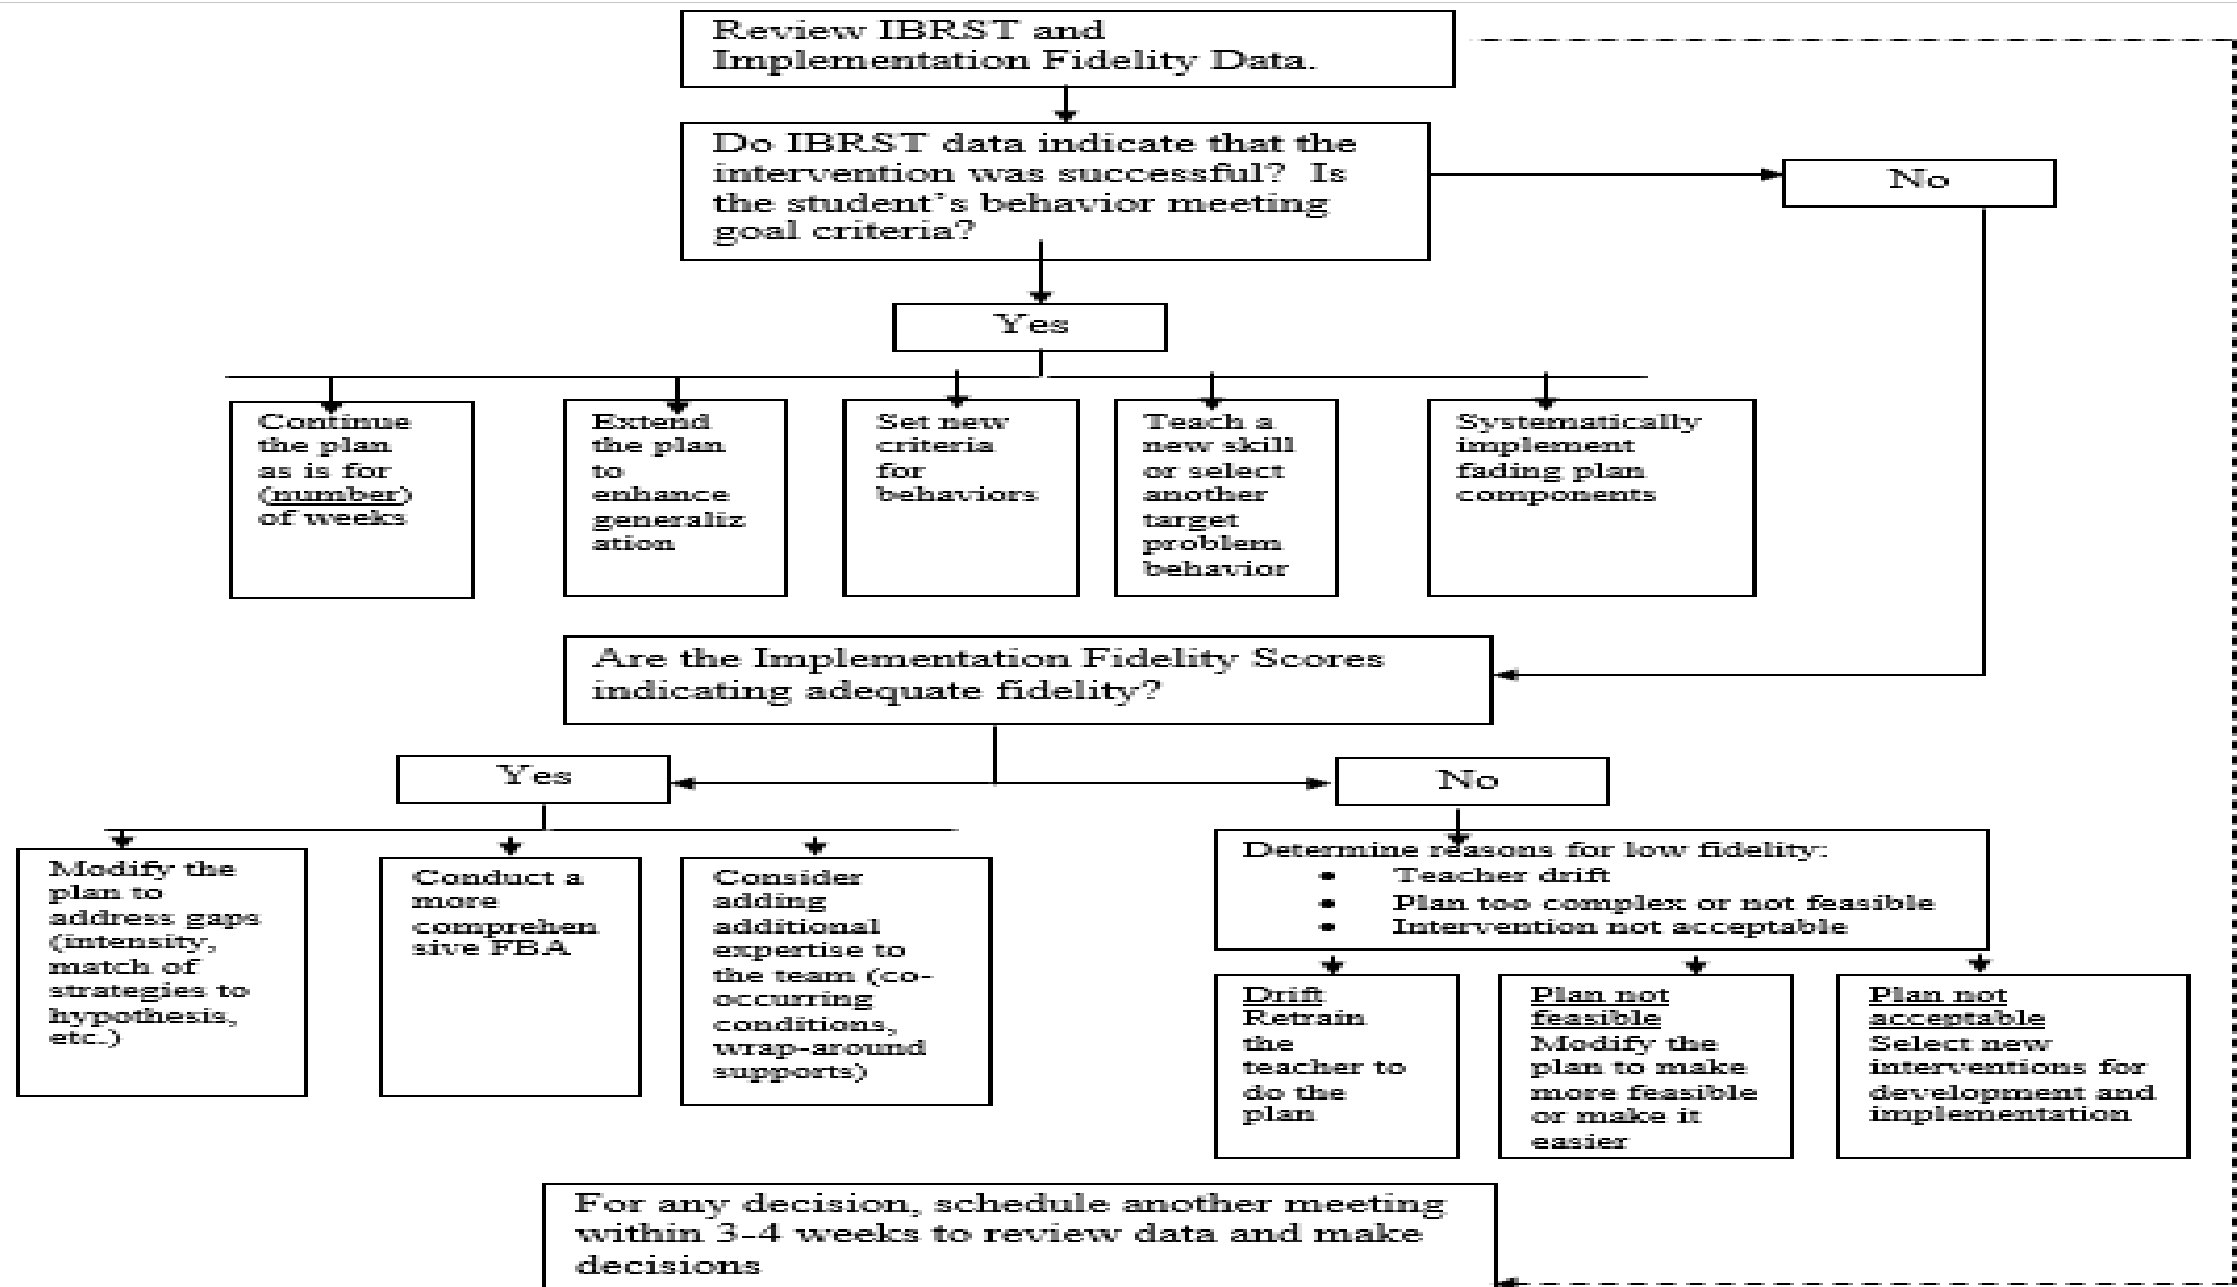 Review IBRST and
Implementation Fidelity Data.
Do IBRST data indicate that the
intervention was successful? Is
the student's behavior meeting
goal criteria?
No
Yes
Continue
the plan
as is for
(number)
of weeks
Extend
the plan
to
enhance
generaliz
ation
Set new
criteria
for
behaviors
Teach a
new skill
or select
another
target
problem
behavior
Systematically
implement
fading plan
components
Are the Implementation Fidelity Scores
indicating adequate fidelity?
Yes
No
Modify the
plan to
address gaps
(intensity,
match of
strategies to
hypothesis,
etc.)
Conduct a
more
comprehen
sive FBA
Consider
adding
additional
expertise to
the team (co-
occurring
conditions,
wrap-around
supports)
Determine reasons for low fidelity:
• Teacher drift
• Plan too complex or not feasible
• Intervention not acceptable
Drift
Retrain
the
teacher to
do the
plan
Plan not
feasible
Modify the
plan to make
more feasible
or make it
easier
Plan not
acceptable
Select new
interventions for
development and
implementation
For any decision, schedule another meeting
within 3-4 weeks to review data and make
decisions